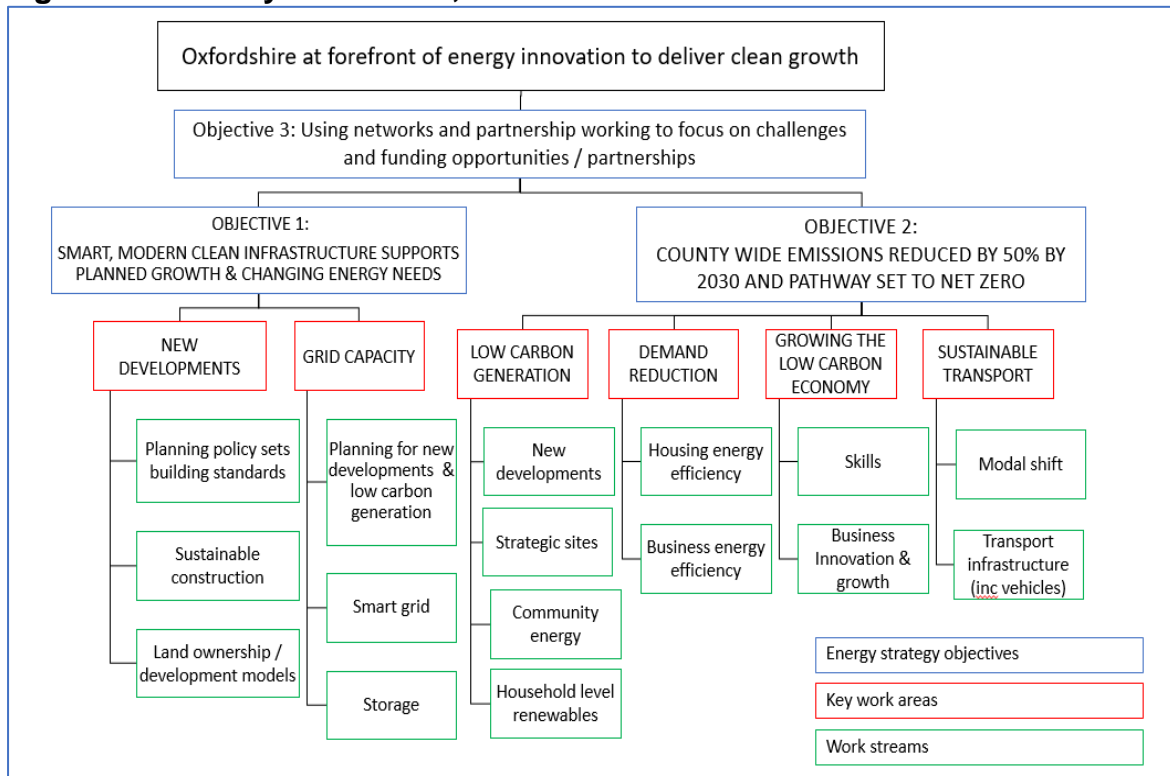 Oxfordshire at forefront of energy innovation to deliver clean growth
Objective 3: Using networks and partnership working to focus on challenges
and funding opportunities / partnerships
OBJECTIVE 1:
SMART, MODERN CLEAN INFRASTRUCTURE SUPPORTS
PLANNED GROWTH & CHANGING ENERGY NEEDS
OBJECTIVE 2:
COUNTY WIDE EMISSIONS REDUCED BY 50% BY
2030 AND PATHWAY SET TO NET ZERO
NEW
DEVELOPMENTS
Planning policy sets
building standards
Sustainable
construction
Land ownership /
development models
GRID CAPACITY
Planning for new
developments &
low carbon
generation
Smart grid
Storage
LOW CARBON
GENERATION
New
developments
Strategic sites
Community
energy
Household level
renewables
DEMAND
REDUCTION
Housing energy
efficiency
Business energy
efficiency
GROWING THE
LOW CARBON
ECONOMY
Skills
Business
Innovation &
growth
SUSTAINABLE
TRANSPORT
Modal shift
Transport
infrastructure
(inc vehicles)
Energy strategy objectives
Key work areas
Work streams